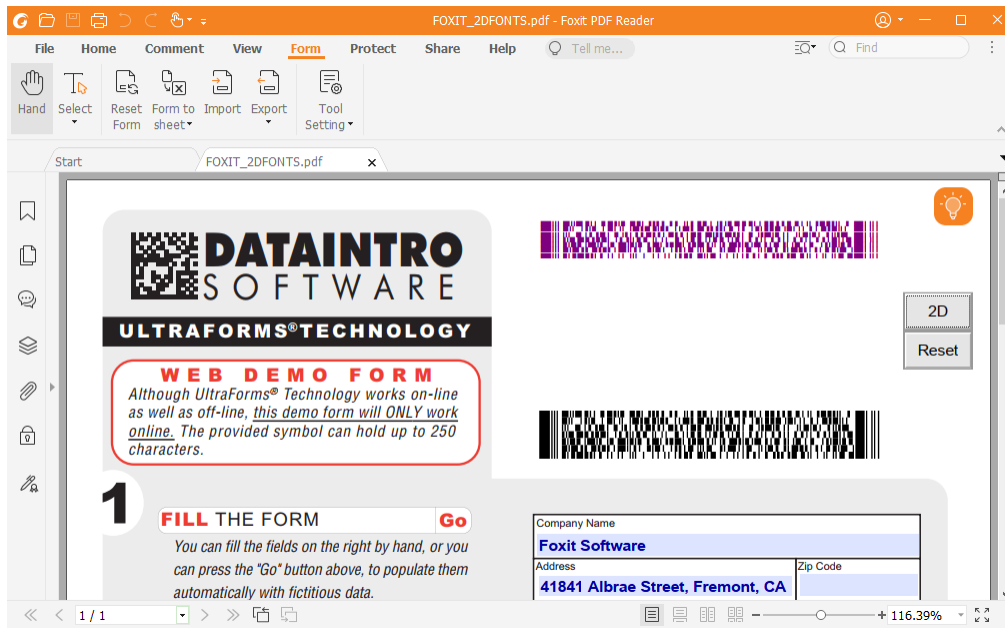 FOXIT_2DFONTS.pdf - Foxit PDF Reader
File Home Comment View Form Protect Share Help Tell me... Find
Hand Select Reset Form Form to sheet Import Export Tool Setting
Start FOXIT_2DFONTS.pdf
DATAINTRO
SOFTWARE
ULTRAFORMS®TECHNOLOGY
WEB DEMO FORM
Although UltraForms® Technology works on-line
as well as off-line, this demo form will ONLY work
online. The provided symbol can hold up to 250
characters.
2D
Reset
1
FILL THE FORM Go
You can fill the fields on the right by hand, or you
can press the "Go" button above, to populate them
automatically with fictitious data.
Company Name
Foxit Software
Address Zip Code
41841 Albrae Street, Fremont, CA
1 / 1 116.39%